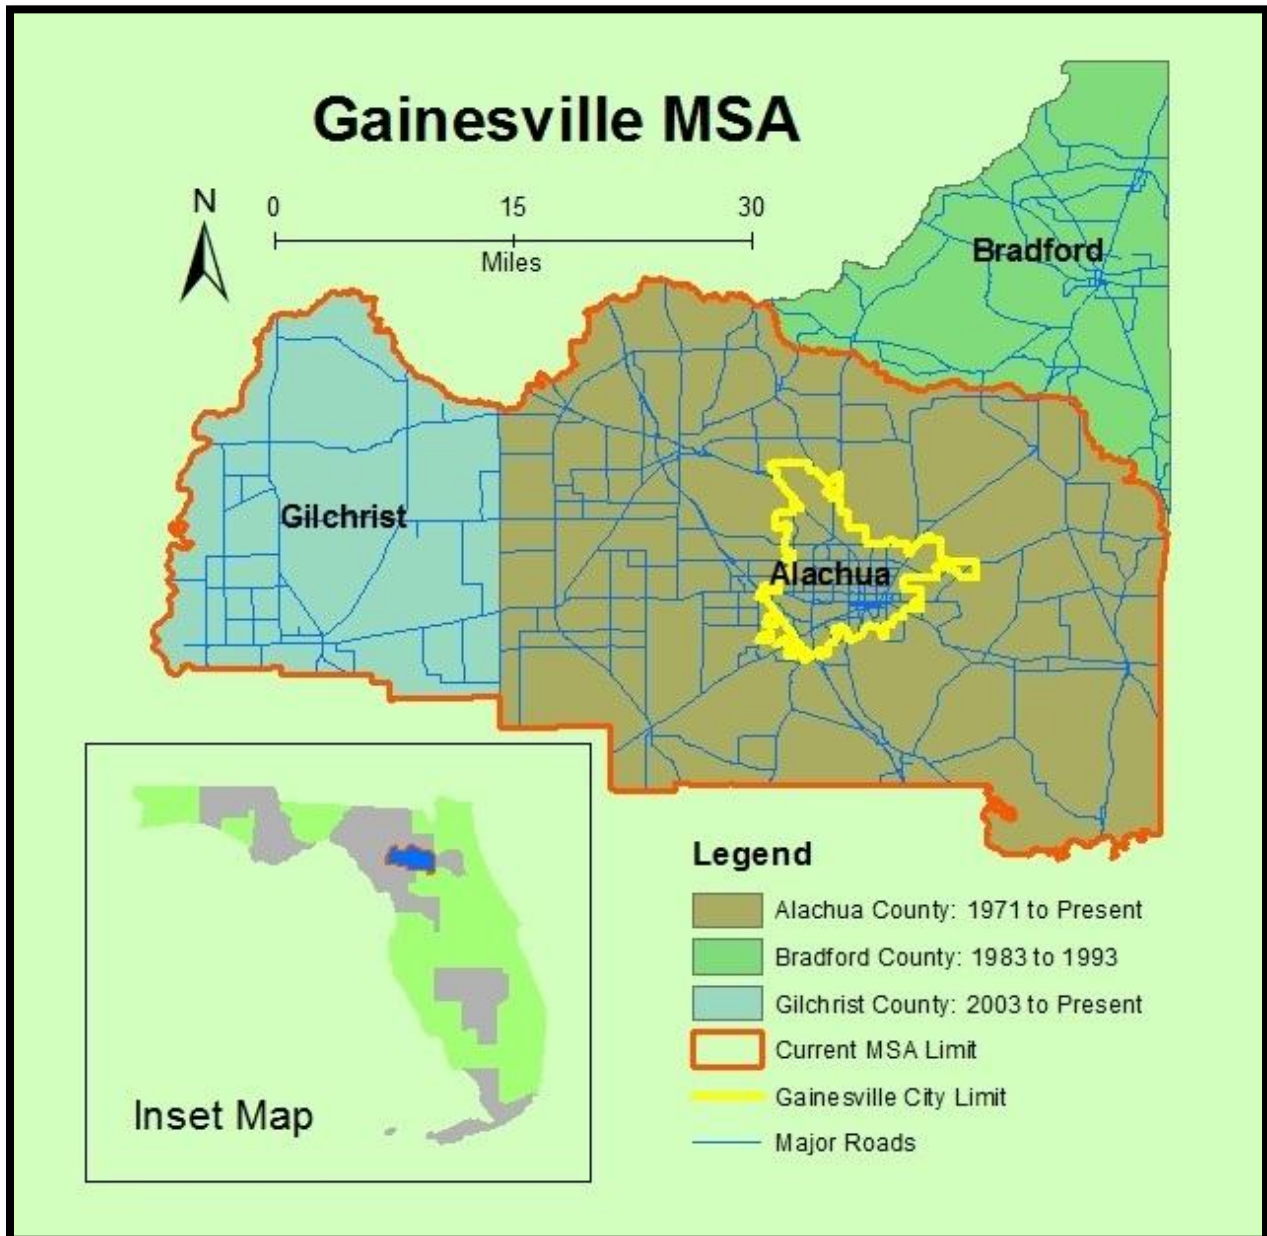 Gainesville MSA
N
0 15 30
Miles
Bradford
Gilchrist
Alachua
Legend
Alachua County: 1971 to Present
Bradford County: 1983 to 1993
Gilchrist County: 2003 to Present
Current MSA Limit
Gainesville City Limit
Major Roads
Inset Map